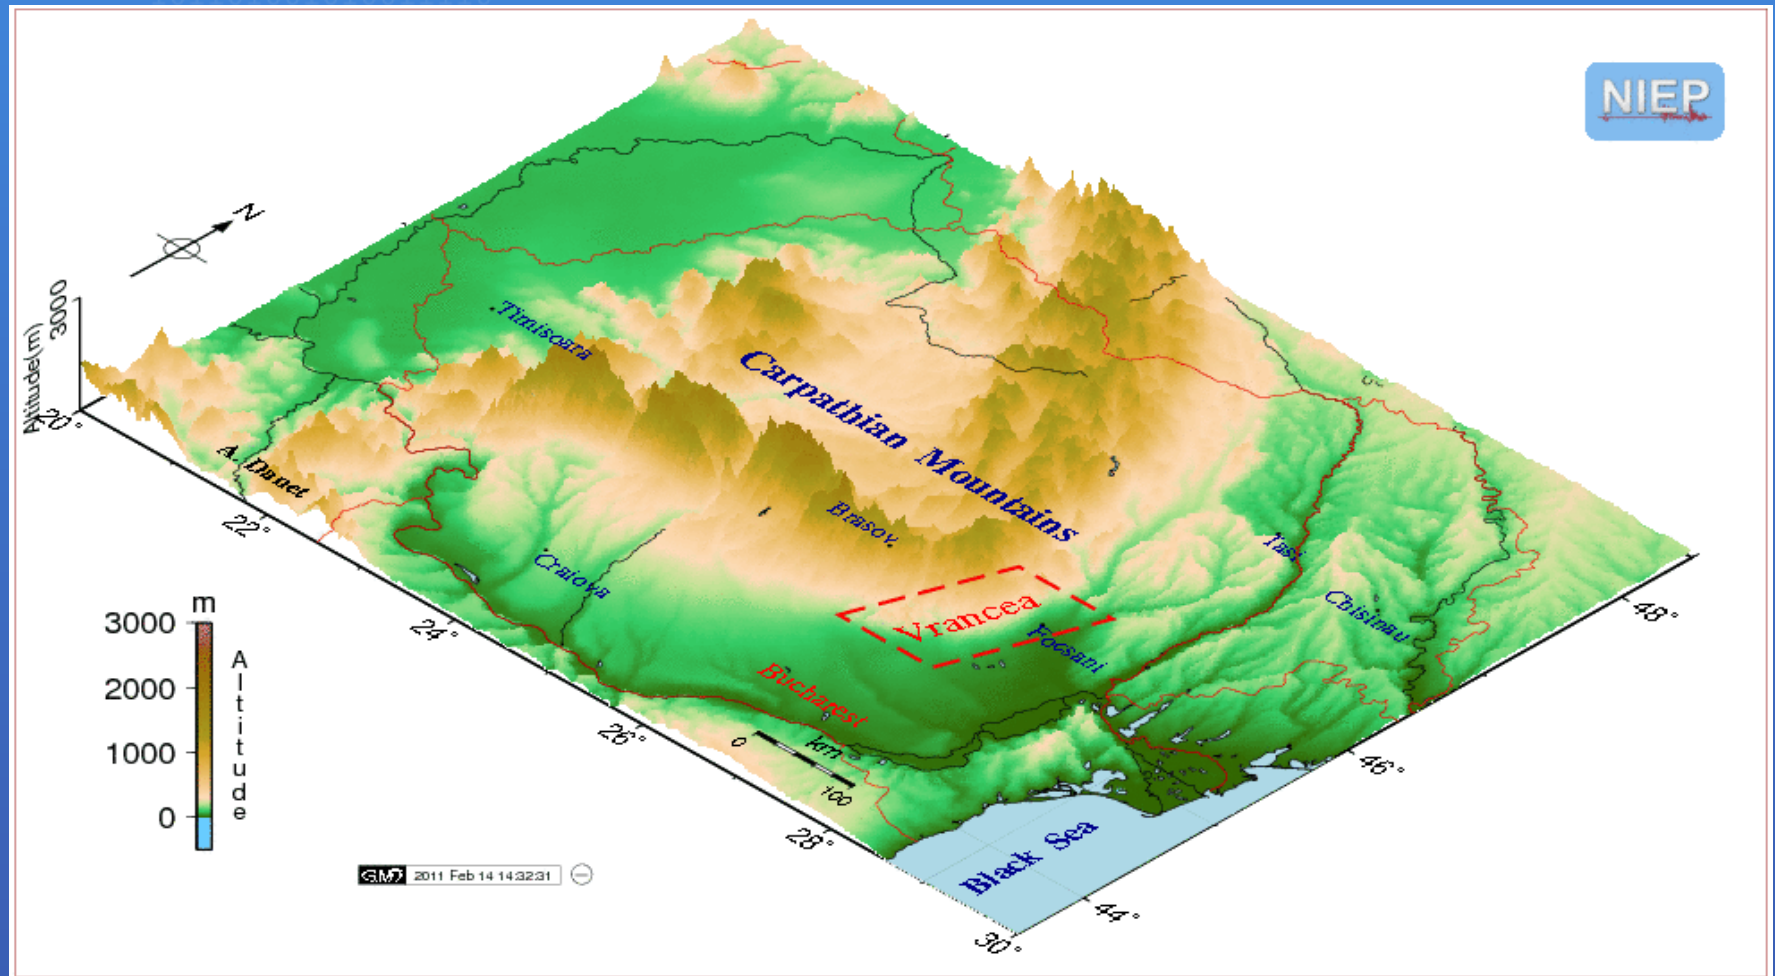 NIEP
N
3000
Altitude(m)
20°
Timisoara
Carpathian Mountains
A. Danet
22°
Brasov
Craiova
Iasi
Chisinau
48°
Vrancea
Focsani
24°
m
3000
2000
1000
0
Altitude
Bucharest
26°
0
km
100
46°
28°
Black Sea
44°
30°
GMT 2011 Feb 14 14:32:31